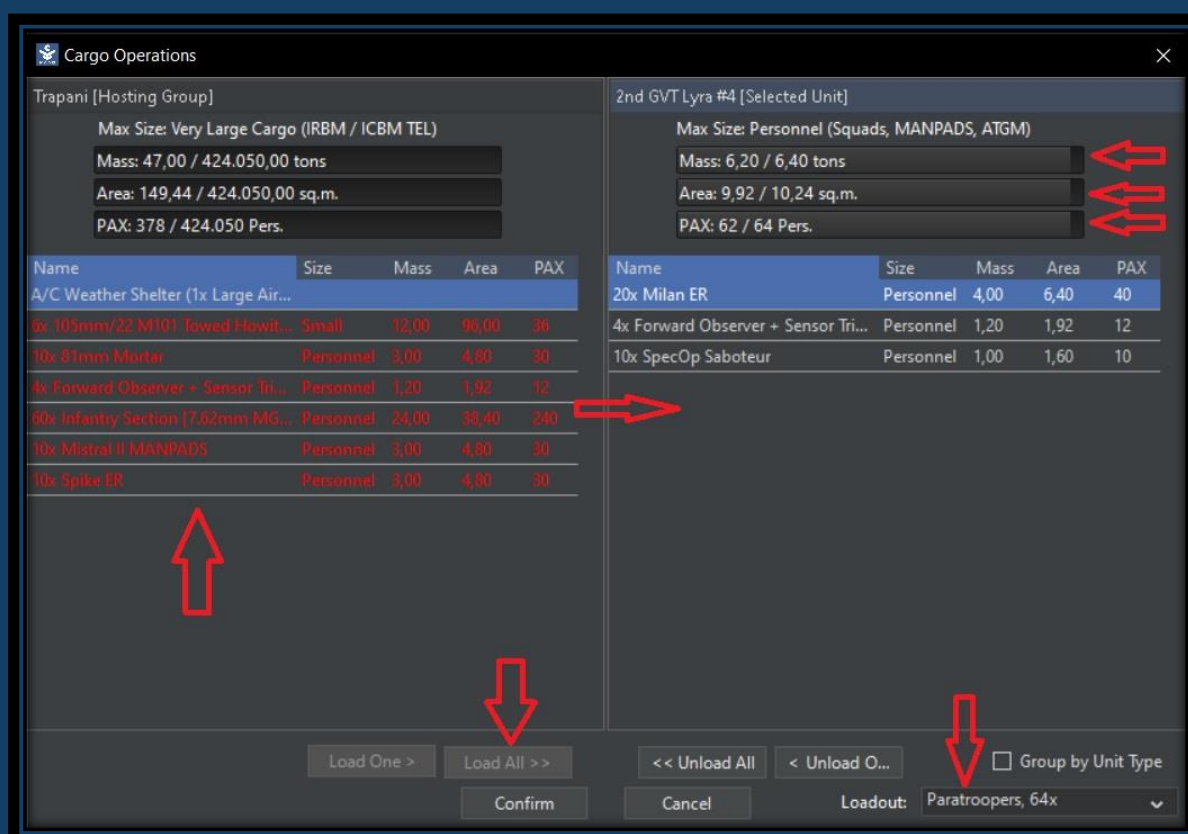 Cargo Operations
Trapani [Hosting Group]
Max Size: Very Large Cargo (IRBM / ICBM TEL)
Mass: 47,00 / 424.050,00 tons
Area: 149,44 / 424.050,00 sq.m.
PAX: 378 / 424.050 Pers.
Name Size Mass Area PAX
A/C Weather Shelter (1x Large Air...
6x 105mm/22 M101 Towed Howit... Small 12,00 96,00 36
10x 81mm Mortar Personnel 3,00 4,80 30
4x Forward Observer + Sensor Tri... Personnel 1,20 1,92 12
60x Infantry Section [7.62mm MG... Personnel 24,00 38,40 240
10x Mistral II MANPADS Personnel 3,00 4,80 30
10x Spike ER Personnel 3,00 4,80 30
2nd GVT Lyra #4 [Selected Unit]
Max Size: Personnel (Squads, MANPADS, ATGM)
Mass: 6,20 / 6,40 tons
Area: 9,92 / 10,24 sq.m.
PAX: 62 / 64 Pers.
Name Size Mass Area PAX
20x Milan ER Personnel 4,00 6,40 40
4x Forward Observer + Sensor Tri... Personnel 1,20 1,92 12
10x SpecOp Saboteur Personnel 1,00 1,60 10
Load One > Load All >> << Unload All < Unload O... Group by Unit Type
Confirm Cancel Loadout: Paratroopers, 64x